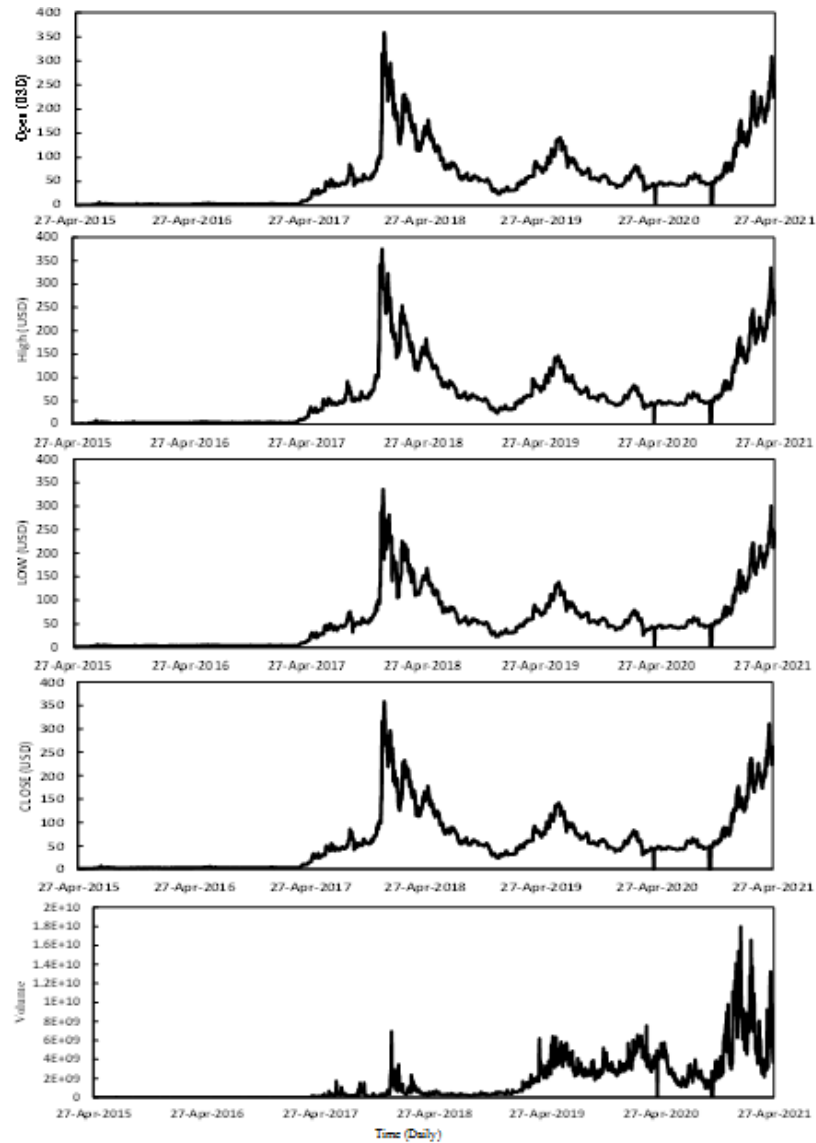 Open (USD)
400
350
300
250
200
150
100
50
0
27-Apr-2015 27-Apr-2016 27-Apr-2017 27-Apr-2018 27-Apr-2019 27-Apr-2020 27-Apr-2021
High (USD)
400
350
300
250
200
150
100
50
0
27-Apr-2015 27-Apr-2016 27-Apr-2017 27-Apr-2018 27-Apr-2019 27-Apr-2020 27-Apr-2021
LOW (USD)
400
350
300
250
200
150
100
50
0
27-Apr-2015 27-Apr-2016 27-Apr-2017 27-Apr-2018 27-Apr-2019 27-Apr-2020 27-Apr-2021
CLOSE (USD)
400
350
300
250
200
150
100
50
0
27-Apr-2015 27-Apr-2016 27-Apr-2017 27-Apr-2018 27-Apr-2019 27-Apr-2020 27-Apr-2021
Volume
2E+10
1.8E+10
1.6E+10
1.4E+10
1.2E+10
1E+10
8E+09
6E+09
4E+09
2E+09
0
27-Apr-2015 27-Apr-2016 27-Apr-2017 27-Apr-2018 27-Apr-2019 27-Apr-2020 27-Apr-2021
Time (Daily)